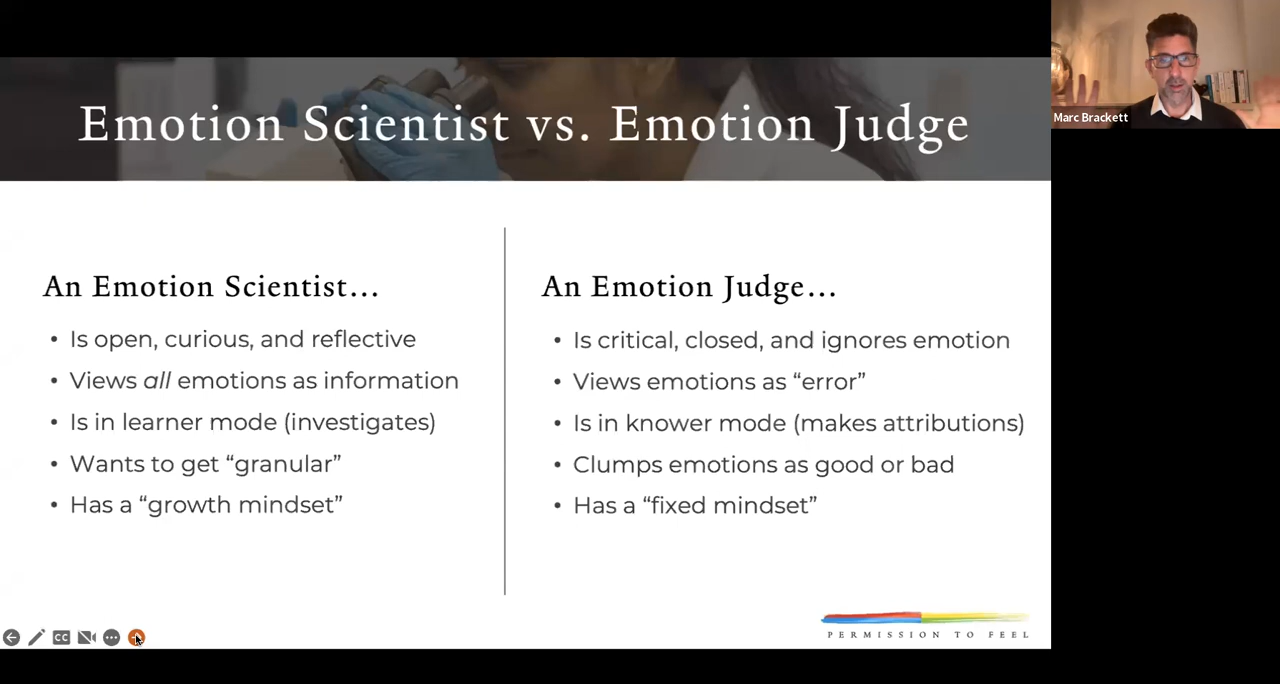 Emotion Scientist vs. Emotion Judge
Marc Brackett
An Emotion Scientist...
• Is open, curious, and reflective
• Views all emotions as information
• Is in learner mode (investigates)
• Wants to get “granular”
• Has a “growth mindset”
An Emotion Judge...
• Is critical, closed, and ignores emotion
• Views emotions as “error”
• Is in knower mode (makes attributions)
• Clumps emotions as good or bad
• Has a “fixed mindset”
CC
PERMISSION TO FEEL